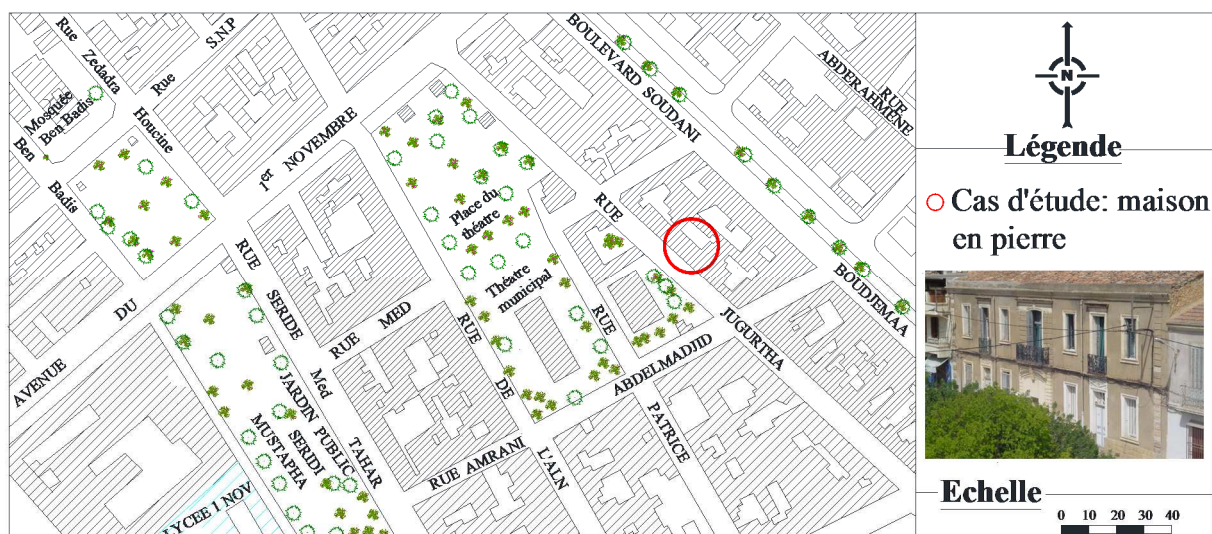 Rue Zedadra Houcine
Rue S.N.P
Mosquée
Ben Badis
Ben Badis
AVENUE DU 1er NOVEMBRE
BOULEVARD SOUDANI BOUDJEMAA
RUE
ABDERAHMENE
Place du
théatre
Théatre
municipal
RUE SERIDE Med TAHAR
RUE MED
RUE DE L'ALN
RUE PATRICE
RUE JUGURTHA
RUE AMRANI ABDELMADJID
JARDIN PUBLIC
SERIDI
MUSTAPHA
LYCEE 1 NOV
N
Légende
Cas d'étude: maison
en pierre
Echelle
0 10 20 30 40